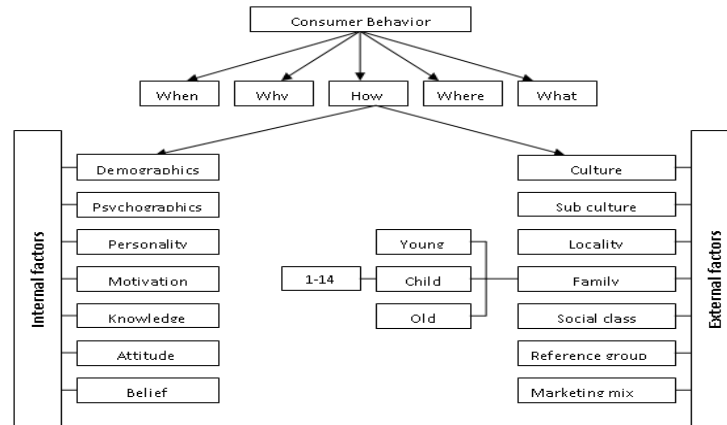 Consumer Behavior
When
Why
How
Where
What
Internal factors
Demographics
Psychographics
Personality
Motivation
Knowledge
Attitude
Belief
Young
1-14
Child
Old
Culture
Sub culture
Locality
Family
Social class
Reference group
Marketing mix
External factors